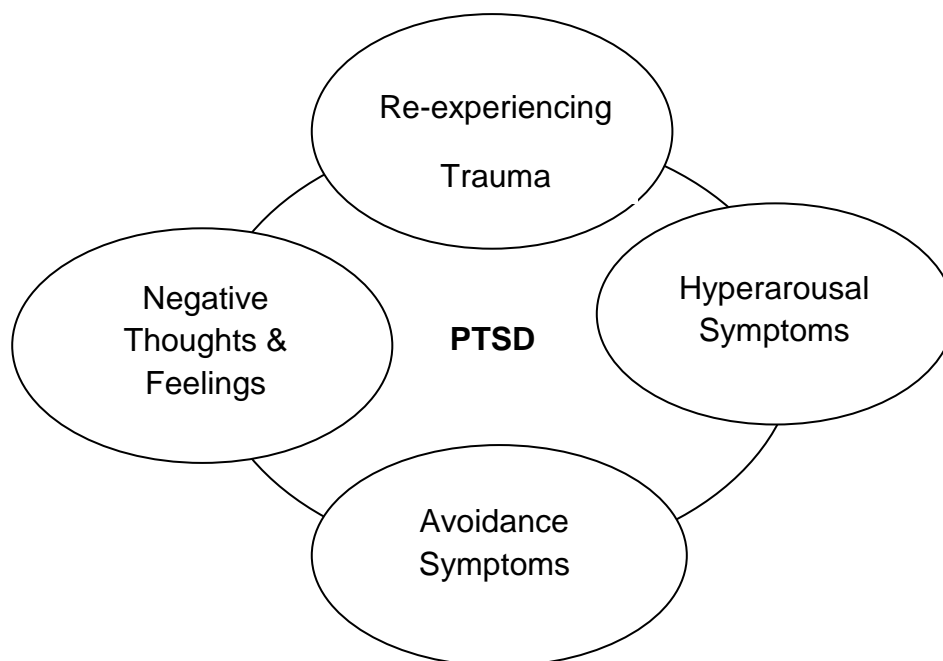 Re-experiencing
Trauma
Hyperarousal
Symptoms
Negative
Thoughts &
Feelings
PTSD
Avoidance
Symptoms